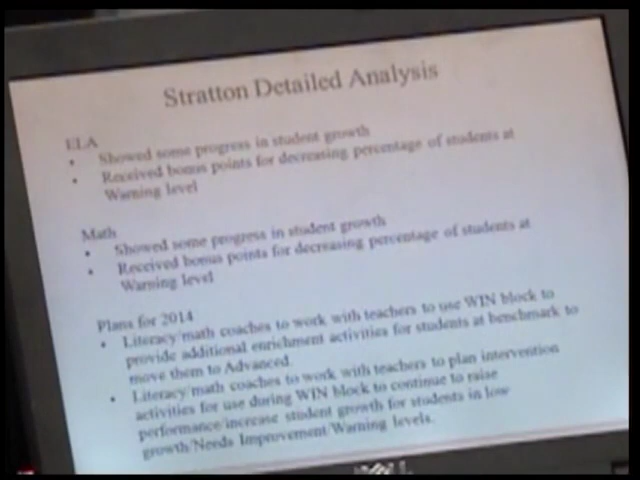 Stratton Detailed Analysis
ELA
• Showed some progress in student growth
• Received bonus points for decreasing percentage of students at
Warning level
Math
• Showed some progress in student growth
• Received bonus points for decreasing percentage of students at
Warning level
Plans for 2014
• Literacy/math coaches to work with teachers to use WIN block to
provide additional enrichment activities for students at benchmark to
move them to Advanced.
• Literacy/math coaches to work with teachers to plan intervention
activities for use during WIN block to continue to raise
performance/increase student growth for students in low
growth/Needs Improvement/Warning levels.
DELL